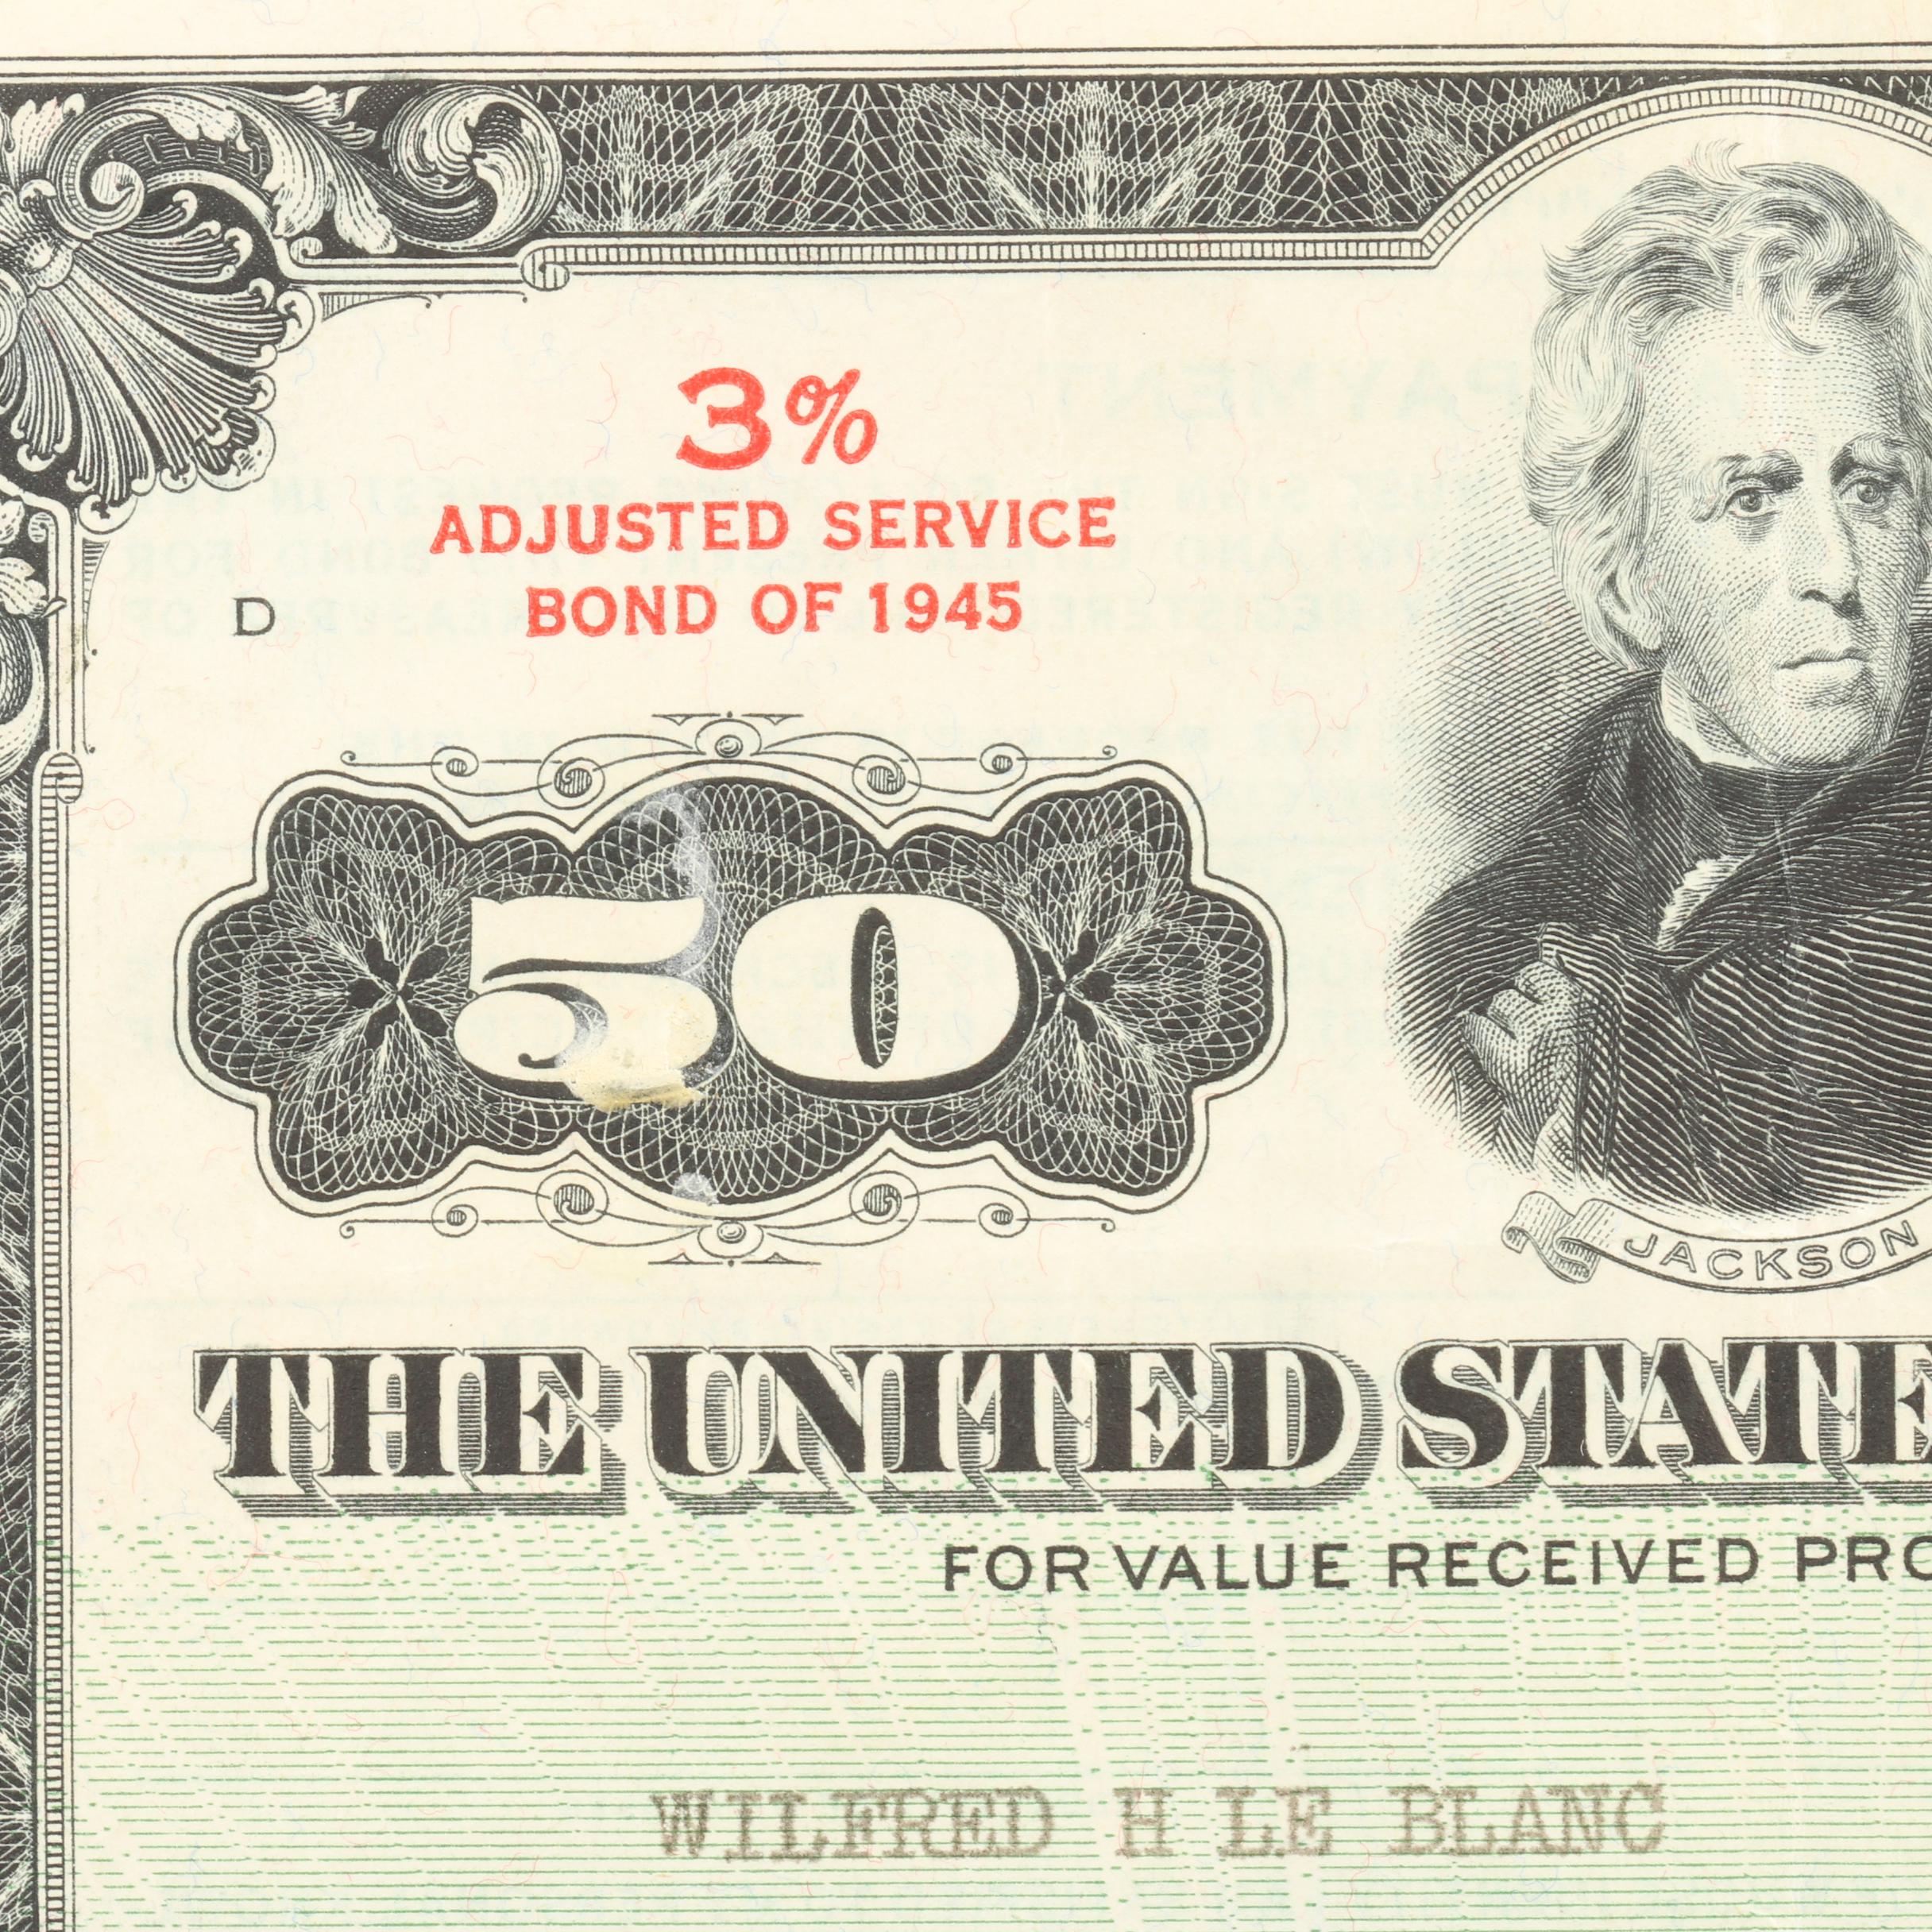 3%
ADJUSTED SERVICE
BOND OF 1945
D
50
JACKSON
THE UNITED STATE
FOR VALUE RECEIVED PRO
WILFRED H LE BLANC